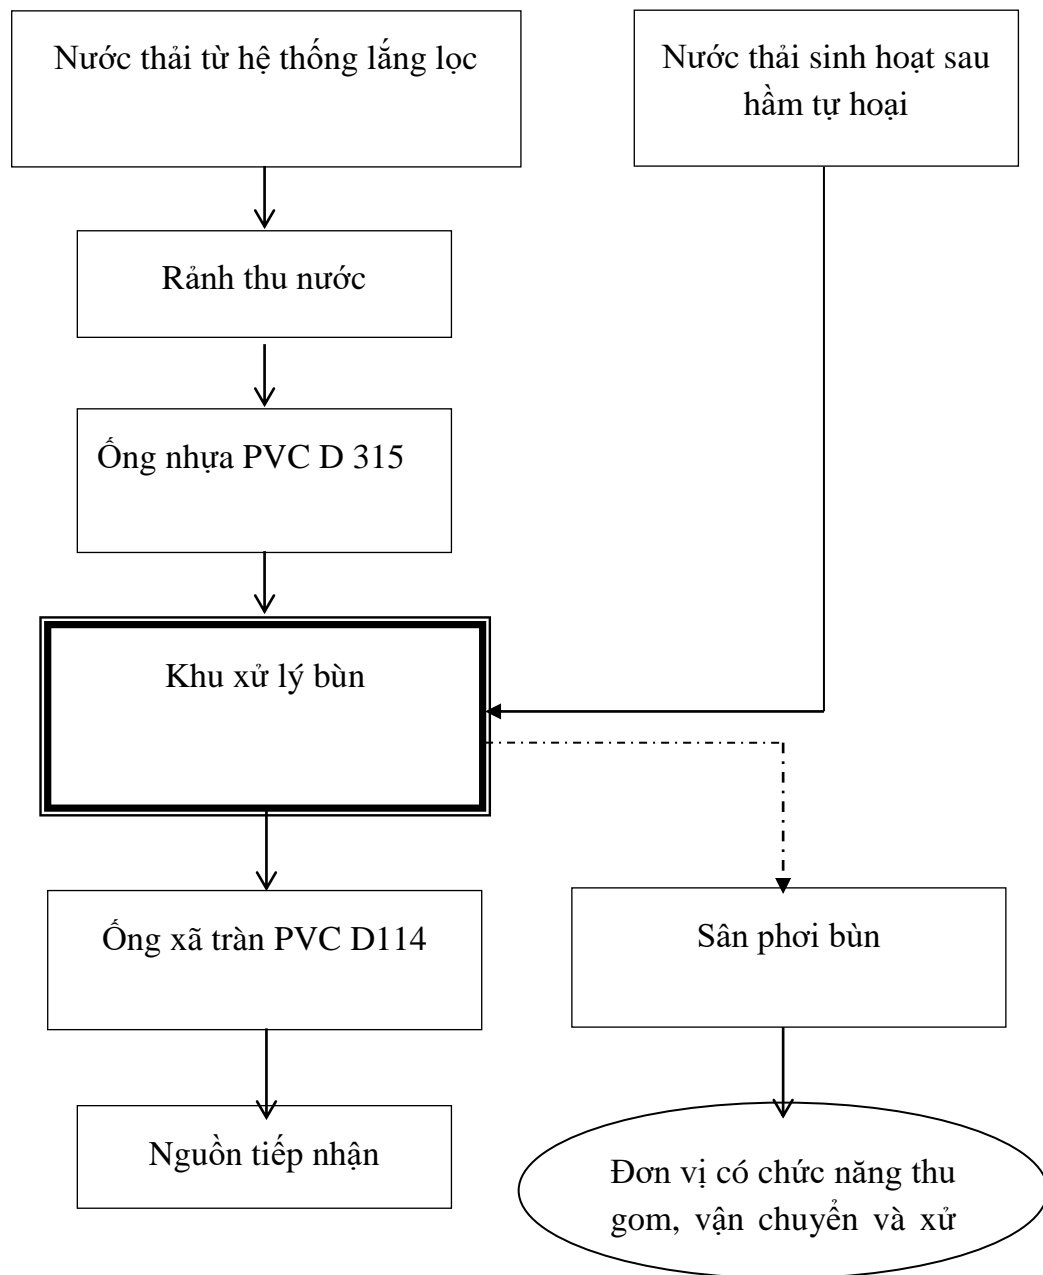 Nước thải từ hệ thống lắng lọc
Nước thải sinh hoạt sau
hầm tự hoại
Rảnh thu nước
Ống nhựa PVC D 315
Khu xử lý bùn
Ống xã tràn PVC D114
Sân phơi bùn
Nguồn tiếp nhận
Đơn vị có chức năng thu
gom, vận chuyển và xử